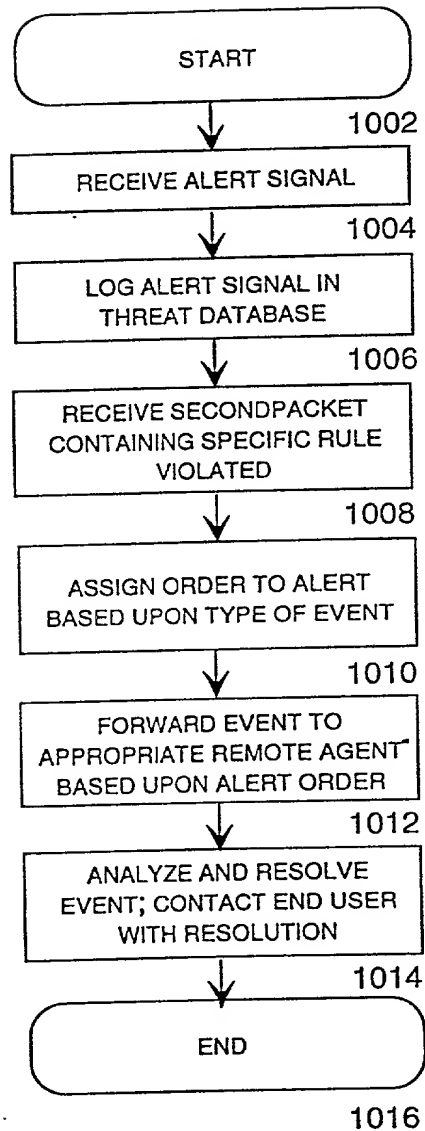 START
1002
RECEIVE ALERT SIGNAL
1004
LOG ALERT SIGNAL IN
THREAT DATABASE
1006
RECEIVE SECONDPACKET
CONTAINING SPECIFIC RULE
VIOLATED
1008
ASSIGN ORDER TO ALERT
BASED UPON TYPE OF EVENT
1010
FORWARD EVENT TO
APPROPRIATE REMOTE AGENT
BASED UPON ALERT ORDER
1012
ANALYZE AND RESOLVE
EVENT; CONTACT END USER
WITH RESOLUTION
1014
END
1016